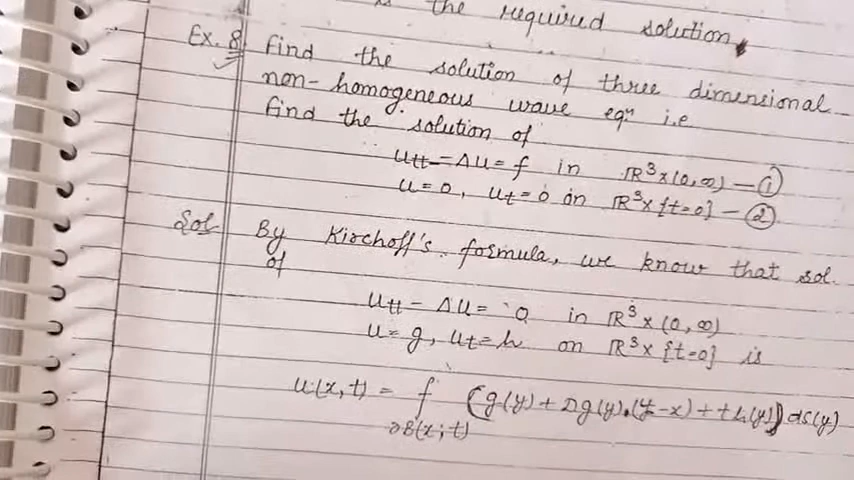 is the required solution.
Ex. 8 Find the solution of three dimensional
non-homogeneous wave eqn i.e
find the solution of
utt - Δu = f in ℝ³×(0,∞) — ①
u=0, ut=0 on ℝ³×{t=0} — ②
Sol By Kirchoff's formula, we know that sol.
of
utt - Δu = 0 in ℝ³×(0,∞)
u=g, ut=h on ℝ³×{t=0} is
u(x,t) = f (g(y) + Dg(y).(y-x) + th(y)) ds(y)
∂B(x;t)